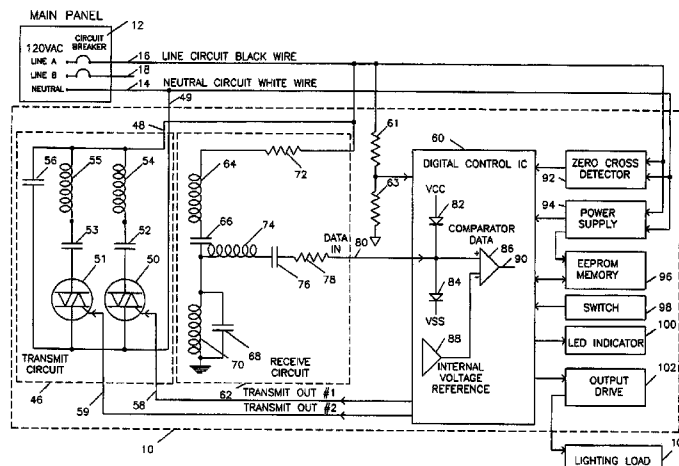 MAIN PANEL
12
120VAC
CIRCUIT
BREAKER
LINE A
16
LINE CIRCUIT BLACK WIRE
LINE B
18
NEUTRAL
14
NEUTRAL CIRCUIT WHITE WIRE
49
48
56
55
54
53
52
51
50
TRANSMIT
CIRCUIT
46
59
58
64
72
66
74
76
78
70
68
RECEIVE CIRCUIT
62
DATA
IN
80
61
63
60
DIGITAL CONTROL IC
VCC
82
84
VSS
COMPARATOR
DATA
86
90
88
INTERNAL
VOLTAGE
REFERENCE
TRANSMIT OUT #1
TRANSMIT OUT #2
ZERO CROSS
DETECTOR
92
94
POWER
SUPPLY
EEPROM
MEMORY
96
SWITCH
98
100
LED INDICATOR
102
OUTPUT
DRIVE
10
LIGHTING LOAD